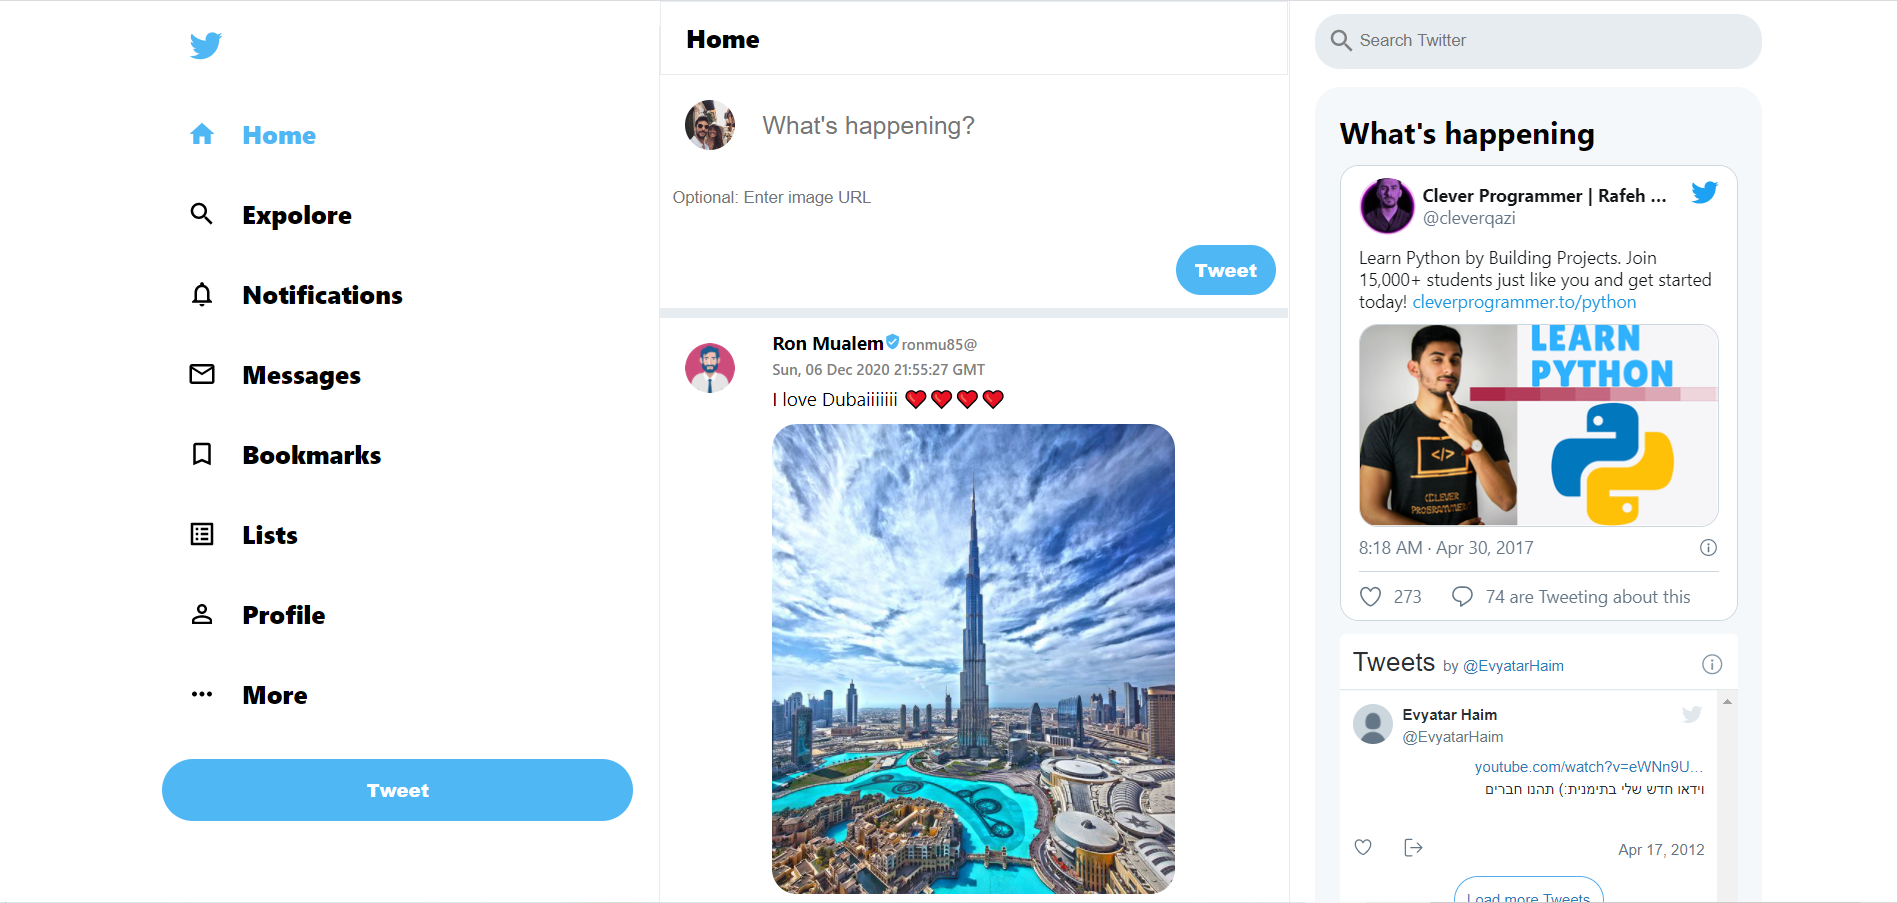 Home
Expolore
Notifications
Messages
Bookmarks
Lists
Profile
More
Tweet
Home
What's happening?
Optional: Enter image URL
Tweet
Ron Mualem ronmu85@
Sun, 06 Dec 2020 21:55:27 GMT
I love Dubaiiiiiii
Search Twitter
What's happening
Clever Programmer | Rafeh ...
@cleverqazi
Learn Python by Building Projects. Join
15,000+ students just like you and get started
today! cleverprogrammer.to/python
LEARN
PYTHON
</>
CLEVER
PROGRAMMER
8:18 AM · Apr 30, 2017
273
74 are Tweeting about this
Tweets by @EvyatarHaim
Evyatar Haim
@EvyatarHaim
youtube.com/watch?v=eWNn9U…
וידאו חדש שלי בתימנית:) תהנו חברים
Apr 17, 2012
Load more Tweets